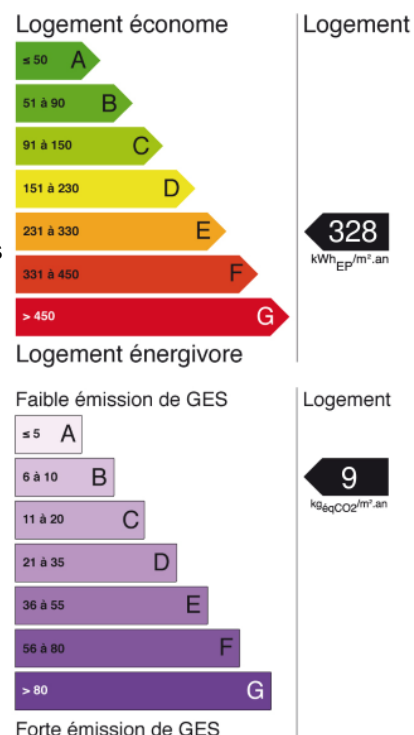 Logement économe
Logement
≤ 50 A
51 à 90 B
91 à 150 C
151 à 230 D
231 à 330 E
328
kWhEP/m².an
331 à 450 F
> 450 G
Logement énergivore
Faible émission de GES
Logement
≤ 5 A
6 à 10 B
9
kgéqCO2/m².an
11 à 20 C
21 à 35 D
36 à 55 E
56 à 80 F
> 80 G
Forte émission de GES